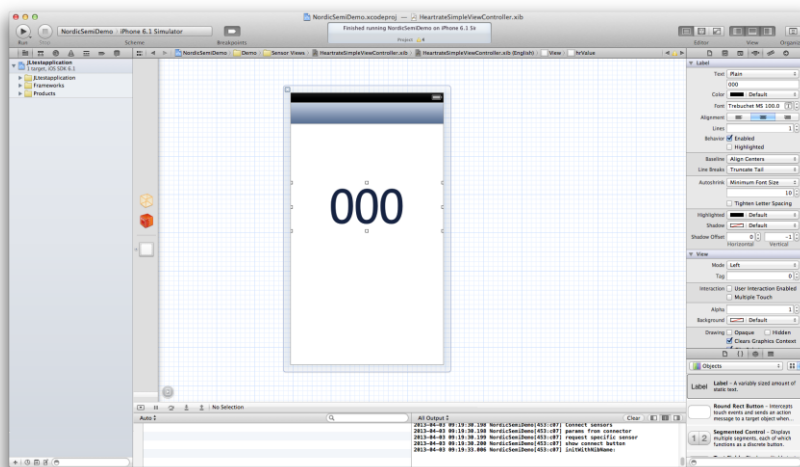 NordicSemiDemo.xcodeproj — HeartrateSimpleViewController.xib
NordicSemiDemo iPhone 6.1 Simulator
Finished running NordicSemiDemo on iPhone 6.1 Sx
Project 4
Run Stop Scheme Breakpoints Editor View Organiz
NordicSemiDemo Demo Sensor Views HeartrateSimpleViewController.xib HeartrateSimpleViewController.xib (English) View hrValue
JLtestapplication
1 target, iOS SDK 6.1
Frameworks
Products
000
Label
Text Plain
000
Color Default
Font Trebuchet MS 100.0
Alignment
Lines 1
Behavior Enabled
Highlighted
Baseline Align Centers
Line Breaks Truncate Tail
Autoshrink Minimum Font Size
10
Tighten Letter Spacing
Highlighted Default
Shadow Default
Shadow Offset 0 -1
Horizontal Vertical
View
Mode Left
Tag 0
Interaction User Interaction Enabled
Multiple Touch
Alpha 1
Background Default
Drawing Opaque Hidden
Clears Graphics Context
Objects
Label
Label - A variably sized amount of
static text.
Round Rect Button - Intercepts
touch events and sends an action
message to a target object when…
1 2
Segmented Control - Displays
multiple segments, each of which
functions as a discrete button.
No Selection
Auto
All Output
Clear
2013-04-03 09:19:30.198 NordicSemiDemo[453:c07] Connect sensors
2013-04-03 09:19:30.198 NordicSemiDemo[453:c07] params from connector
2013-04-03 09:19:30.199 NordicSemiDemo[453:c07] request specific sensor
2013-04-03 09:19:30.200 NordicSemiDemo[453:c07] show connect button
2013-04-03 09:19:33.006 NordicSemiDemo[453:c07] initWithNibName: